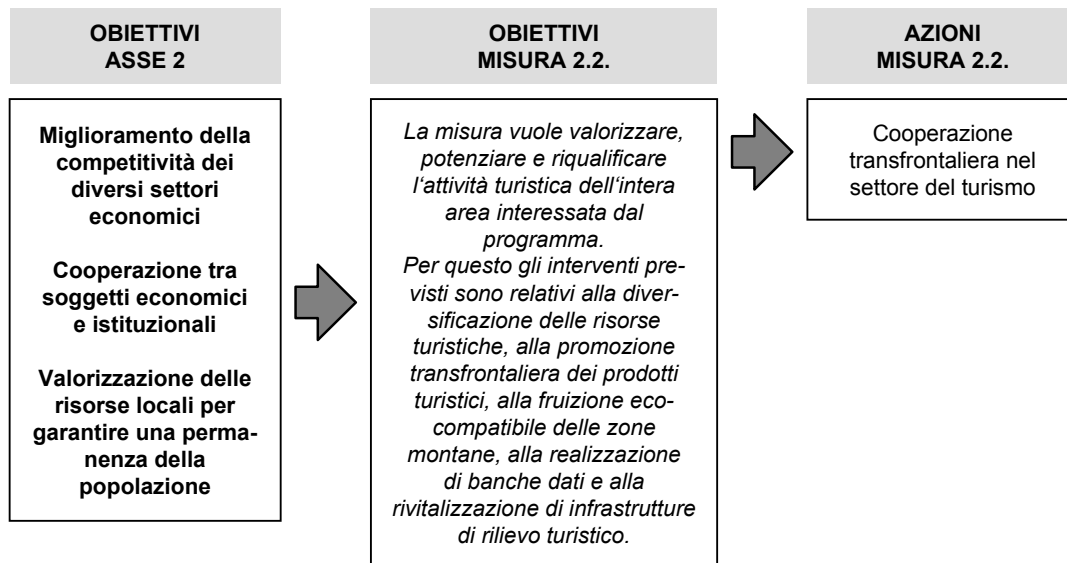 OBIETTIVI
ASSE 2
Miglioramento della
competitività dei
diversi settori
economici
Cooperazione tra
soggetti economici
e istituzionali
Valorizzazione delle
risorse locali per
garantire una perma-
nenza della
popolazione
OBIETTIVI
MISURA 2.2.
La misura vuole valorizzare,
potenziare e riqualificare
l‘attività turistica dell‘intera
area interessata dal
programma.
Per questo gli interventi pre-
visti sono relativi alla diver-
sificazione delle risorse
turistiche, alla promozione
transfrontaliera dei prodotti
turistici, alla fruizione eco-
compatibile delle zone
montane, alla realizzazione
di banche dati e alla
rivitalizzazione di infrastrutture
di rilievo turistico.
AZIONI
MISURA 2.2.
Cooperazione
transfrontaliera nel
settore del turismo